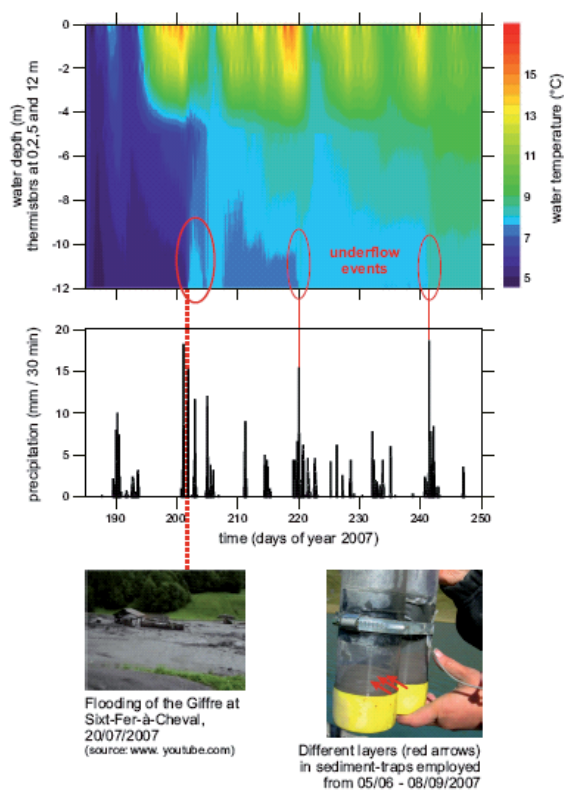 0
-2
-4
-6
-8
-10
-12
water depth (m)
thermistors at 0,2,5 and 12 m
underflow
events
15
13
11
9
7
5
water temperature (°C)
20
15
10
5
0
precipitation (mm / 30 min)
190 200 210 220 230 240 250
time (days of year 2007)
Flooding of the Giffre at
Sixt-Fer-à-Cheval,
20/07/2007
(source: www. youtube.com)
Different layers (red arrows)
in sediment-traps employed
from 05/06 - 08/09/2007